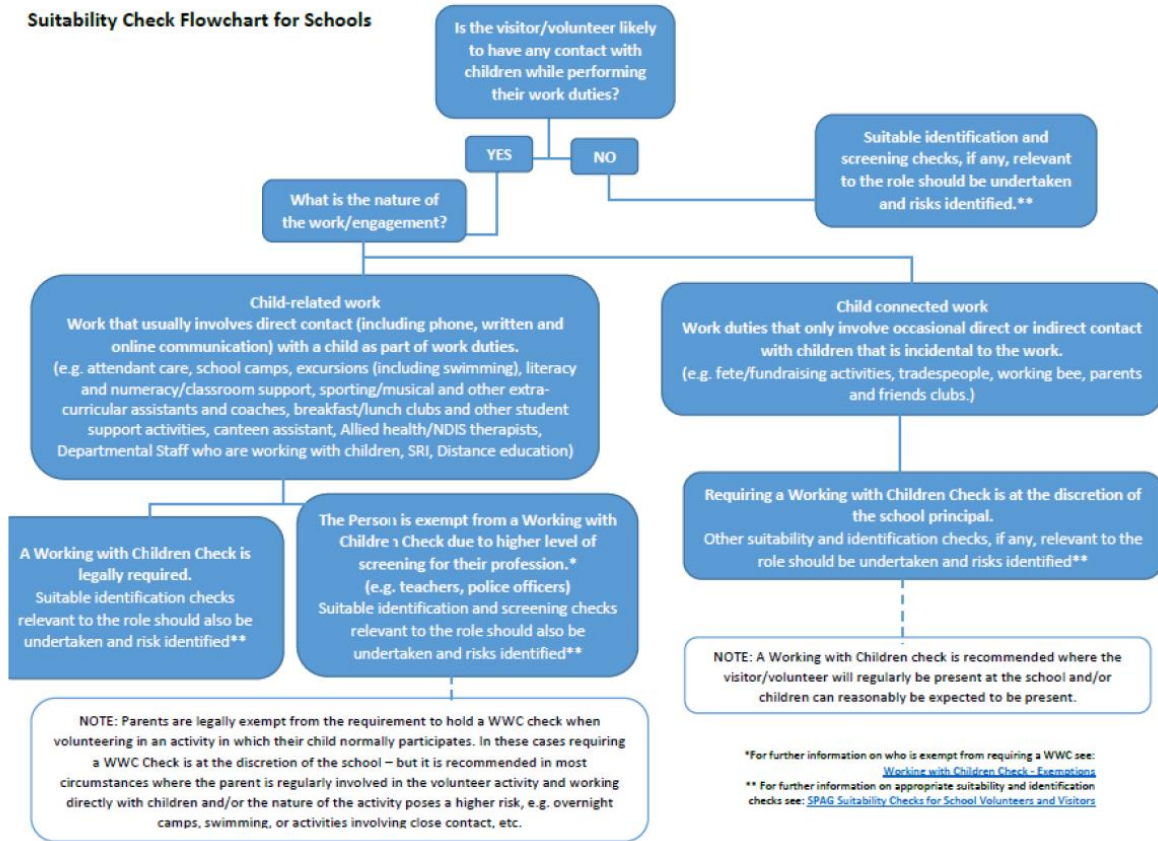 Suitability Check Flowchart for Schools
Is the visitor/volunteer likely
to have any contact with
children while performing
their work duties?
YES
NO
Suitable identification and
screening checks, if any, relevant
to the role should be undertaken
and risks identified.**
What is the nature of
the work/engagement?
Child-related work
Work that usually involves direct contact (including phone, written and
online communication) with a child as part of work duties.
(e.g. attendant care, school camps, excursions (including swimming), literacy
and numeracy/classroom support, sporting/musical and other extra-
curricular assistants and coaches, breakfast/lunch clubs and other student
support activities, canteen assistant, Allied health/NDIS therapists,
Departmental Staff who are working with children, SRI, Distance education)
Child connected work
Work duties that only involve occasional direct or indirect contact
with children that is incidental to the work.
(e.g. fete/fundraising activities, tradespeople, working bee, parents
and friends clubs.)
A Working with Children Check is
legally required.
Suitable identification checks
relevant to the role should also be
undertaken and risk identified**
The Person is exempt from a Working with
Children Check due to higher level of
screening for their profession.*
(e.g. teachers, police officers)
Suitable identification and screening checks
relevant to the role should also be
undertaken and risks identified**
Requiring a Working with Children Check is at the discretion of
the school principal.
Other suitability and identification checks, if any, relevant to the
role should be undertaken and risks identified**
NOTE: A Working with Children check is recommended where the
visitor/volunteer will regularly be present at the school and/or
children can reasonably be expected to be present.
NOTE: Parents are legally exempt from the requirement to hold a WWC check when
volunteering in an activity in which their child normally participates. In these cases requiring
a WWC Check is at the discretion of the school – but it is recommended in most
circumstances where the parent is regularly involved in the volunteer activity and working
directly with children and/or the nature of the activity poses a higher risk, e.g. overnight
camps, swimming, or activities involving close contact, etc.
*For further information on who is exempt from requiring a WWC see:
Working with Children Check - Exemptions
** For further information on appropriate suitability and identification
checks see: SPAG Suitability Checks for School Volunteers and Visitors